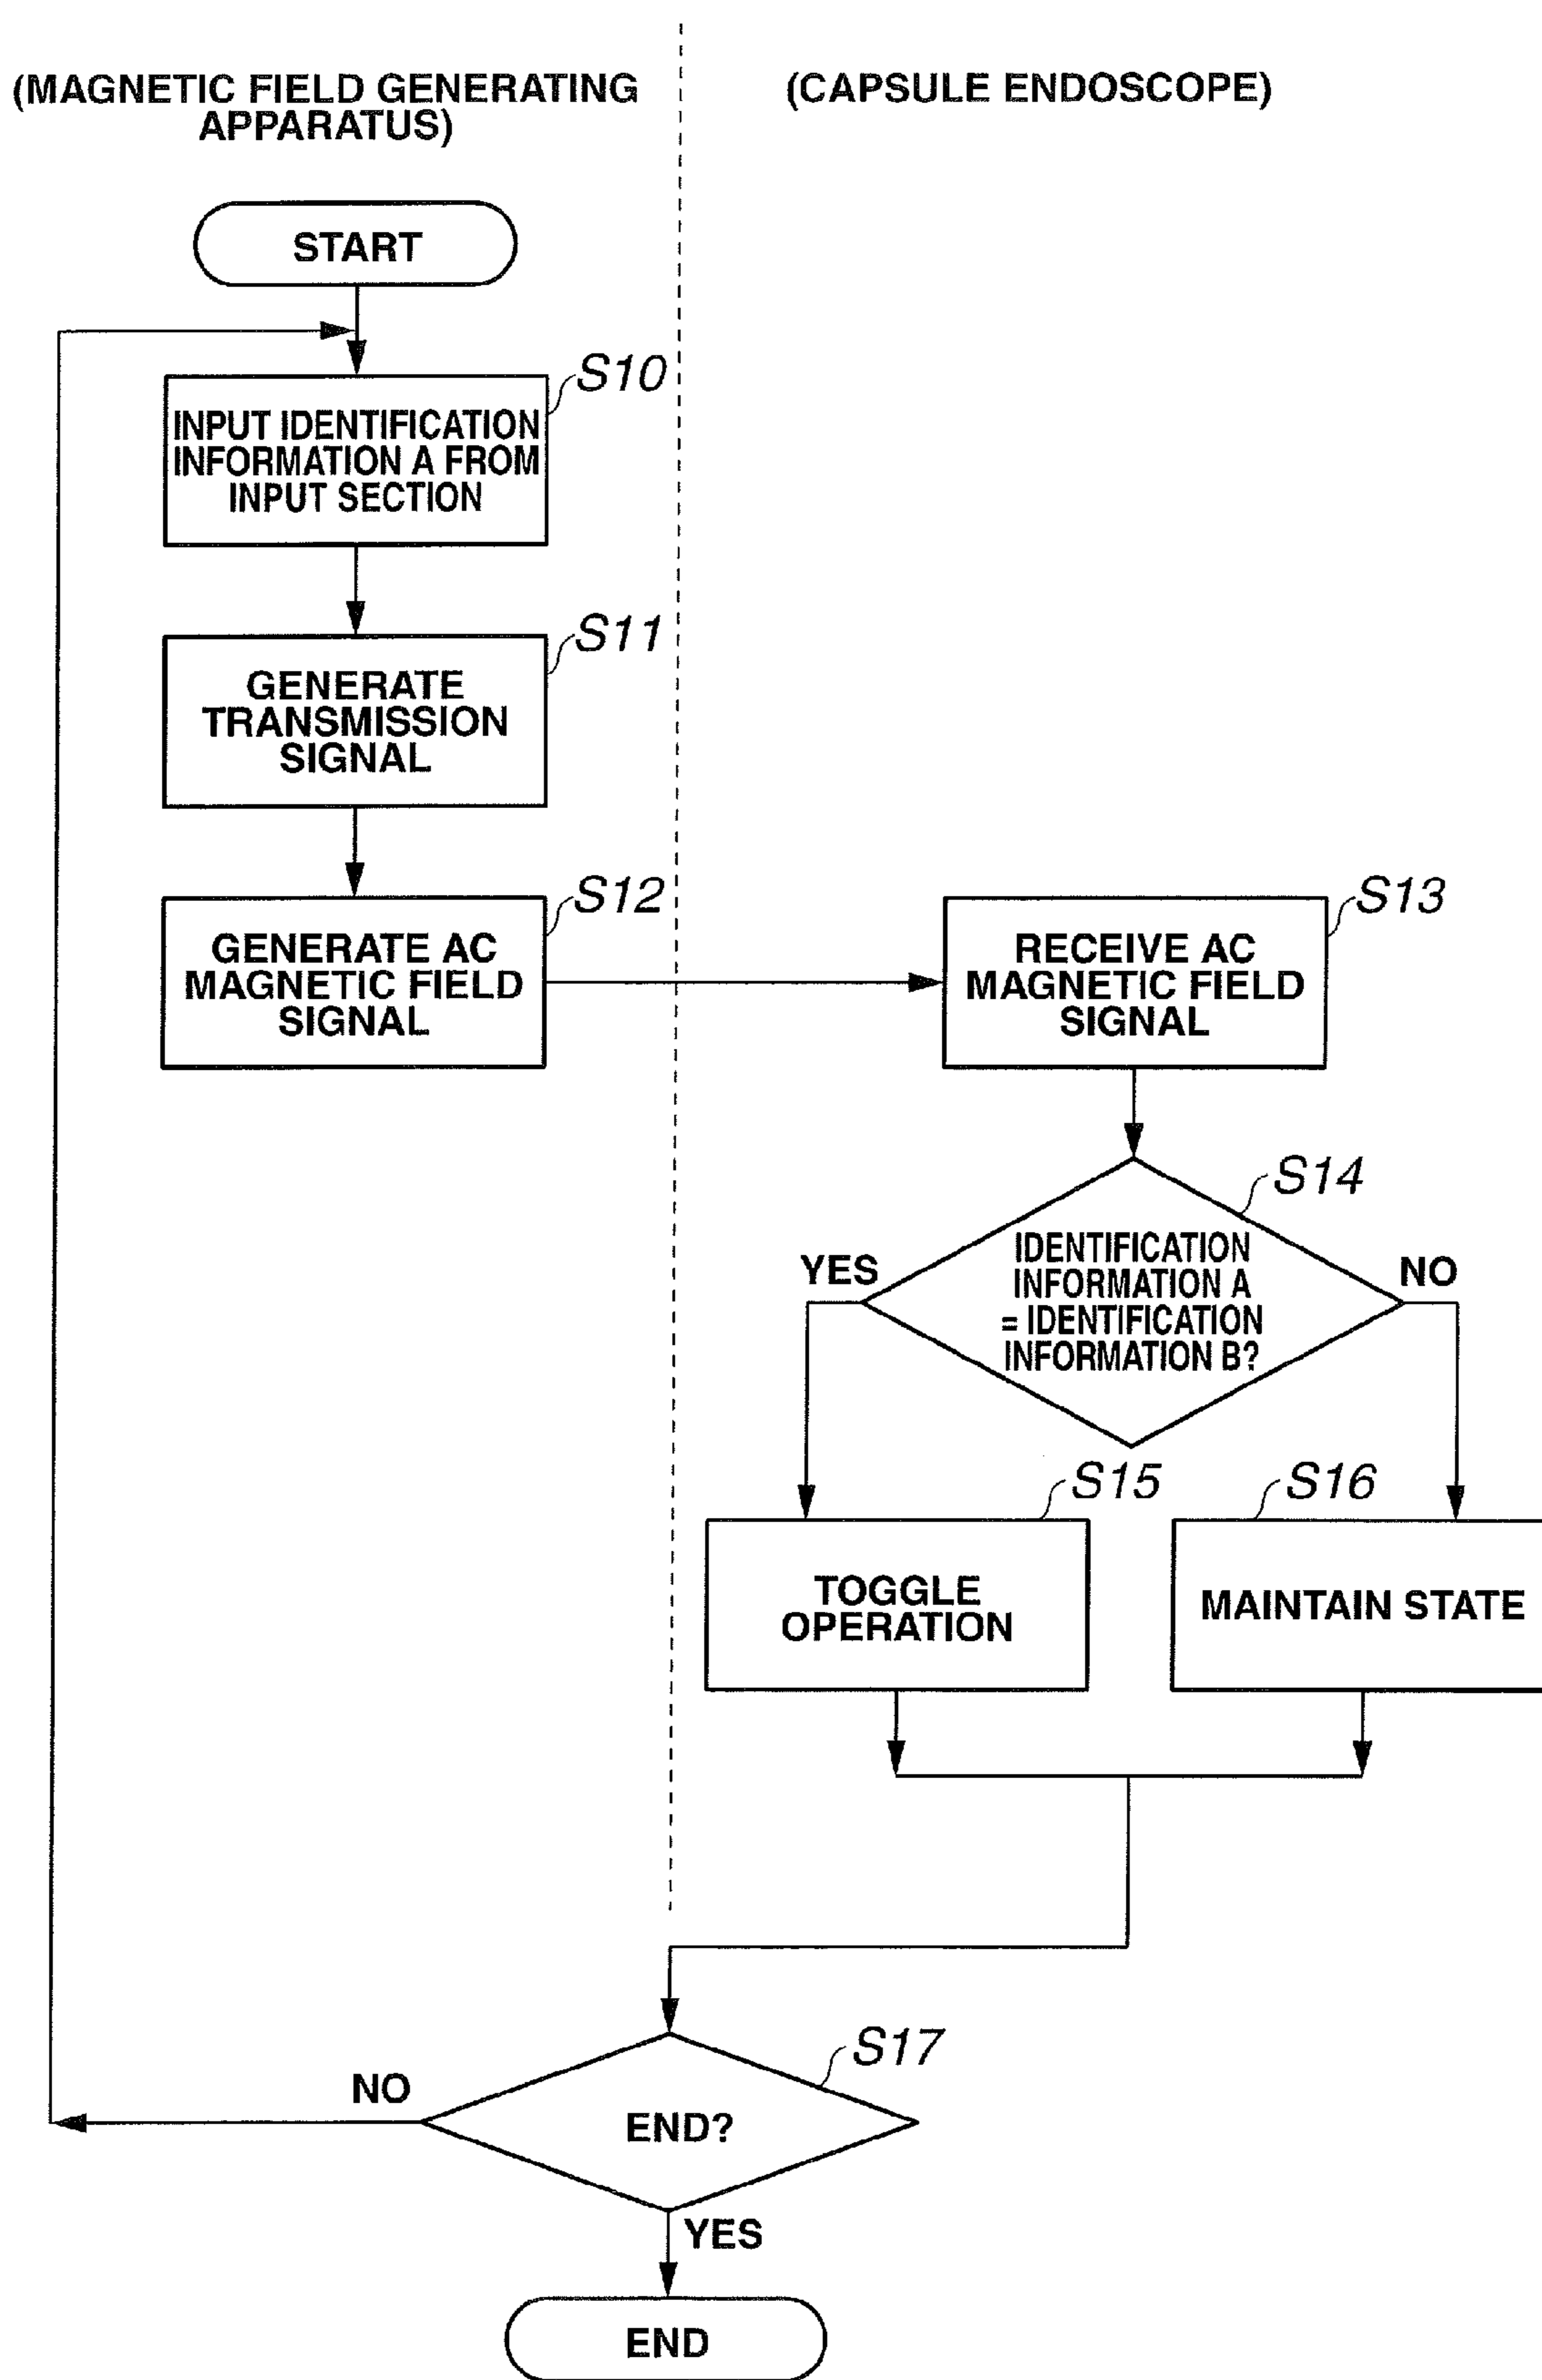 (MAGNETIC FIELD GENERATING
APPARATUS)
(CAPSULE ENDOSCOPE)
START
S10
INPUT IDENTIFICATION
INFORMATION A FROM
INPUT SECTION
S11
GENERATE
TRANSMISSION
SIGNAL
S12
GENERATE AC
MAGNETIC FIELD
SIGNAL
S13
RECEIVE AC
MAGNETIC FIELD
SIGNAL
S14
IDENTIFICATION
INFORMATION A
= IDENTIFICATION
INFORMATION B?
YES
NO
S15
TOGGLE
OPERATION
S16
MAINTAIN STATE
S17
END?
NO
YES
END